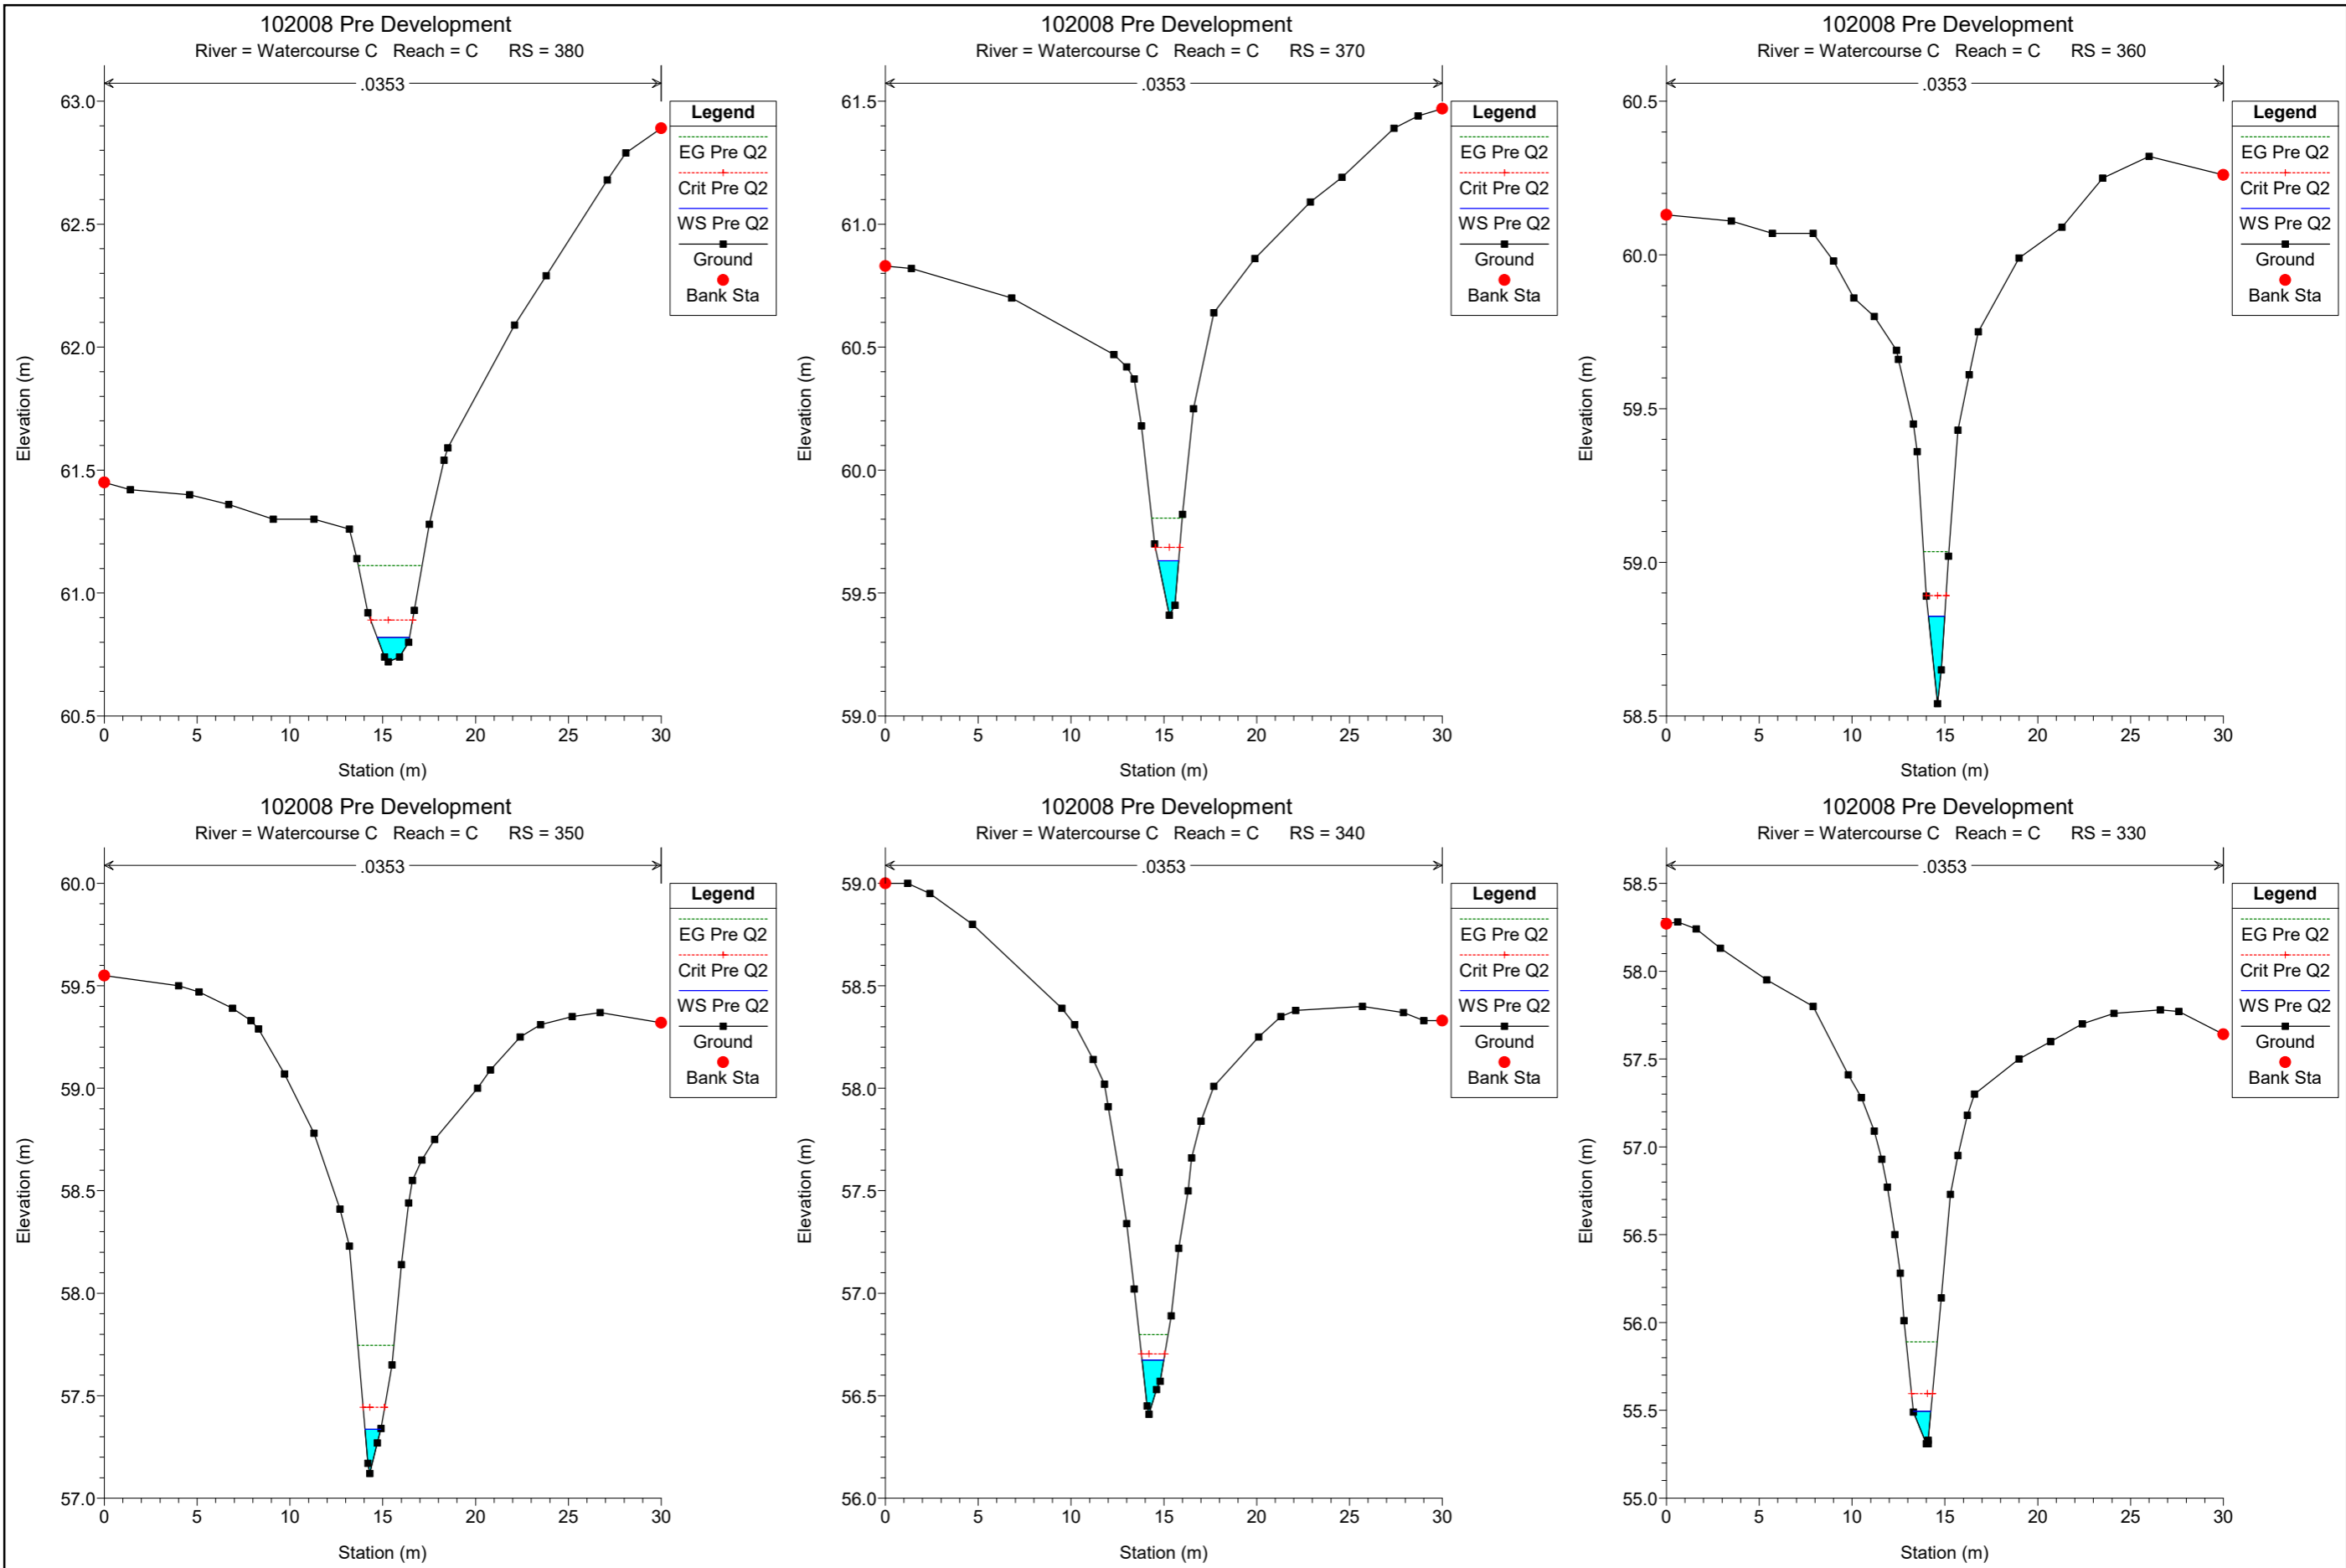 102008 Pre Development
River = Watercourse C Reach = C RS = 380
.0353
63.0
62.5
62.0
61.5
61.0
60.5
Elevation (m)
0 5 10 15 20 25 30
Station (m)
Legend
EG Pre Q2
Crit Pre Q2
WS Pre Q2
Ground
Bank Sta
102008 Pre Development
River = Watercourse C Reach = C RS = 370
.0353
61.5
61.0
60.5
60.0
59.5
59.0
Elevation (m)
0 5 10 15 20 25 30
Station (m)
Legend
EG Pre Q2
Crit Pre Q2
WS Pre Q2
Ground
Bank Sta
102008 Pre Development
River = Watercourse C Reach = C RS = 360
.0353
60.5
60.0
59.5
59.0
58.5
Elevation (m)
0 5 10 15 20 25 30
Station (m)
Legend
EG Pre Q2
Crit Pre Q2
WS Pre Q2
Ground
Bank Sta
102008 Pre Development
River = Watercourse C Reach = C RS = 350
.0353
60.0
59.5
59.0
58.5
58.0
57.5
57.0
Elevation (m)
0 5 10 15 20 25 30
Station (m)
Legend
EG Pre Q2
Crit Pre Q2
WS Pre Q2
Ground
Bank Sta
102008 Pre Development
River = Watercourse C Reach = C RS = 340
.0353
59.0
58.5
58.0
57.5
57.0
56.5
56.0
Elevation (m)
0 5 10 15 20 25 30
Station (m)
Legend
EG Pre Q2
Crit Pre Q2
WS Pre Q2
Ground
Bank Sta
102008 Pre Development
River = Watercourse C Reach = C RS = 330
.0353
58.5
58.0
57.5
57.0
56.5
56.0
55.5
55.0
Elevation (m)
0 5 10 15 20 25 30
Station (m)
Legend
EG Pre Q2
Crit Pre Q2
WS Pre Q2
Ground
Bank Sta